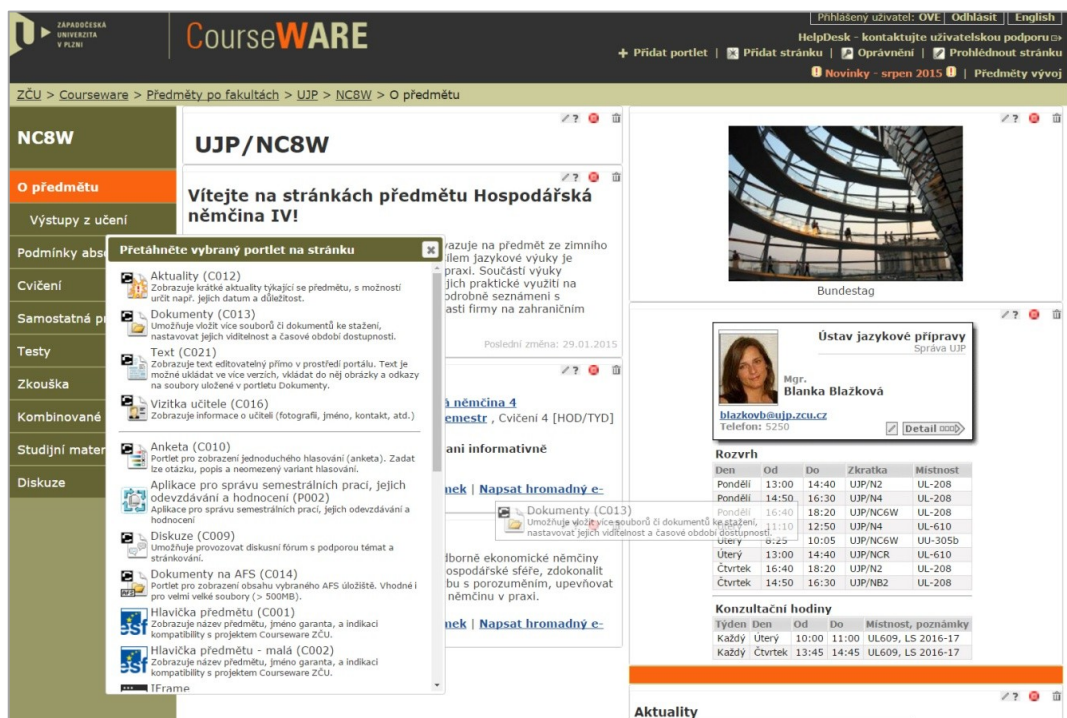 ZÁPADOČESKÁ
UNIVERZITA
V PLZNI
CourseWARE
Přihlášený uživatel: OVE | Odhlásit | English
HelpDesk - kontaktujte uživatelskou podporu
Přidat portlet | Přidat stránku | Oprávnění | Prohlédnout stránku
Novinky - srpen 2015 | Předměty vývoj
ZČU > Courseware > Předměty po fakultách > UJP > NC8W > O předmětu
NC8W
O předmětu
Výstupy z učení
Podmínky abs
Cvičení
Samostatná p
Testy
Zkouška
Kombinované
Studijní mater
Diskuze
UJP/NC8W
Vítejte na stránkách předmětu Hospodářská
němčina IV!
vazuje na předmět ze zimního
cílem jazykové výuky je
praxi. Součástí výuky
jich praktické využití na
odrobně seznámeni s
asti firmy na zahraničním
Poslední změna: 29.01.2015
němčina 4
emestr , Cvičení 4 [HOD/TYD]
ani informativně
nek | Napsat hromadný e-
dborné ekonomické němčiny
ospodářské sféře, zdokonalit
bu s porozuměním, upevňovat
němčinu v praxi.
nek | Napsat hromadný e-
Přetáhněte vybraný portlet na stránku
Aktuality (C012)
Zobrazuje krátké aktuality týkající se předmětu, s možností
určit např. jejich datum a důležitost.
Dokumenty (C013)
Umožňuje vložit více souborů či dokumentů ke stažení,
nastavovat jejich viditelnost a časové období dostupnosti.
Text (C021)
Zobrazuje text editovatelný přímo v prostředí portálu. Text je
možné ukládat ve více verzích, vkládat do něj obrázky a odkazy
na soubory uložené v portletu Dokumenty.
Vizitka učitele (C016)
Zobrazuje informace o učiteli (fotografii, jméno, kontakt, atd.)
Anketa (C010)
Portlet pro zobrazení jednoduchého hlasování (anketa). Zadat
lze otázku, popis a neomezený variant hlasování.
Aplikace pro správu semestrálních prací, jejich
odevzdávání a hodnocení (P002)
Aplikace pro správu semestrálních prací, jejich odevzdávání a
hodnocení
Diskuze (C009)
Umožňuje provozovat diskusní fórum s podporou témat a
stránkování.
Dokumenty na AFS (C014)
Portlet pro zobrazení obsahu vybraného AFS úložiště. Vhodné i
pro velmi velké soubory (> 500MB).
Hlavička předmětu (C001)
Zobrazuje název předmětu, jméno garanta, a indikaci
kompatibility s projektem Courseware ZČU.
Hlavička předmětu - malá (C002)
Zobrazuje název předmětu, jméno garanta, a indikaci
kompatibility s projektem Courseware ZČU.
IFrame
Dokumenty (C013)
Umožňuje vložit více souborů či dokumentů ke stažení,
nastavovat jejich viditelnost a časové období dostupnosti.
Bundestag
Ústav jazykové přípravy
Správa UJP
Mgr.
Blanka Blažková
blazkovb@ujp.zcu.cz
Telefon: 5250
Detail
Rozvrh
Den Od Do Zkratka Místnost
Pondělí 13:00 14:40 UJP/N2 UL-208
Pondělí 14:50 16:30 UJP/N4 UL-208
Pondělí 16:40 18:20 UJP/NC6W UL-208
Úterý 11:10 12:50 UJP/N4 UL-610
Úterý 8:25 10:05 UJP/NC6W UU-305b
Úterý 13:00 14:40 UJP/NCR UL-610
Čtvrtek 16:40 18:20 UJP/N2 UL-208
Čtvrtek 14:50 16:30 UJP/NB2 UL-208
Konzultační hodiny
Týden Den Od Do Místnost, poznámky
Každý Úterý 10:00 11:00 UL609, LS 2016-17
Každý Čtvrtek 13:45 14:45 UL609, LS 2016-17
Aktuality